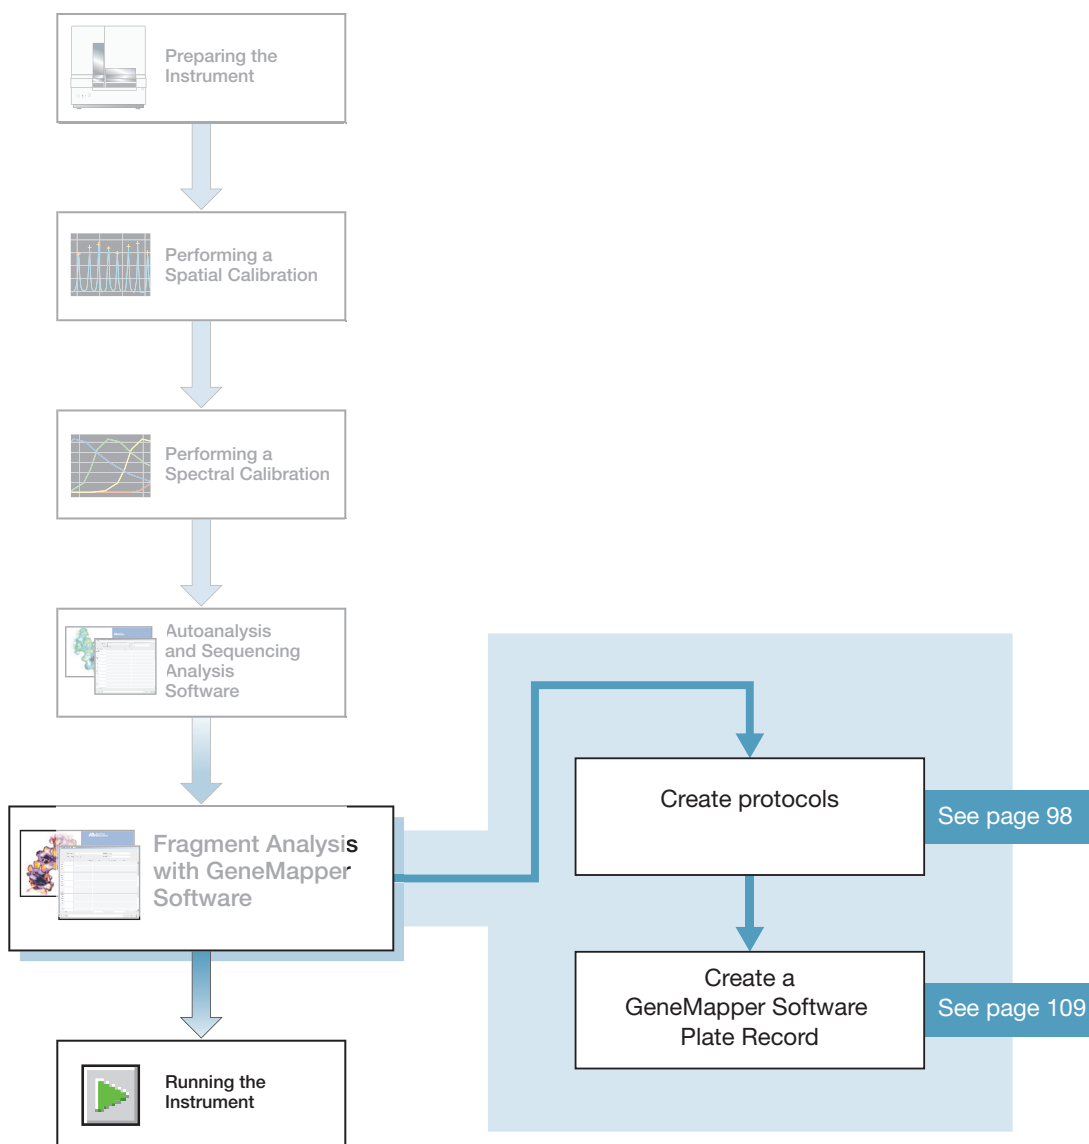 Preparing the
Instrument
Performing a
Spatial Calibration
Performing a
Spectral Calibration
Autoanalysis
and Sequencing
Analysis
Software
Fragment Analysis
with GeneMapper
Software
Create protocols
See page 98
Create a
GeneMapper Software
Plate Record
See page 109
Running the
Instrument